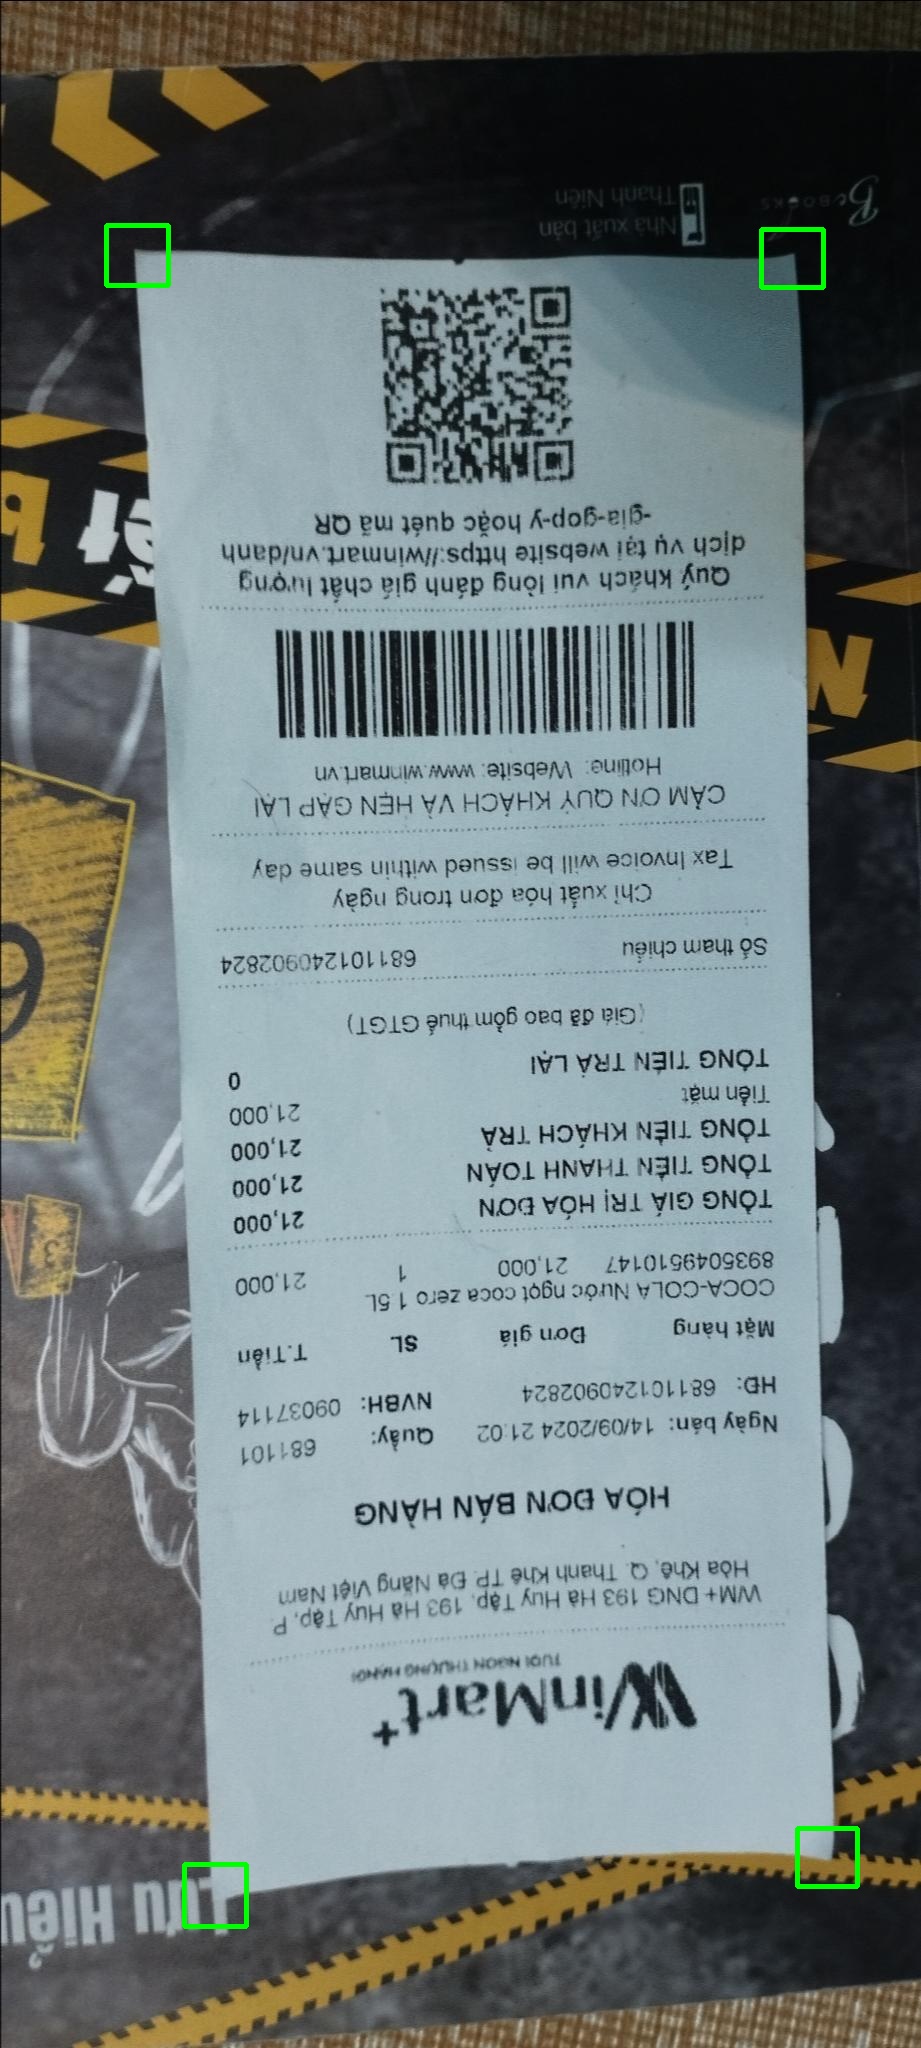 WinMart+
TƯƠI NGON THƯỢNG HẠNG!
WM+ DNG 193 Hà Huy Tập, 193 Hà Huy Tập, P.
Hòa Khê, Q. Thanh Khê TP. Đà Nẵng Việt Nam
HÓA ĐƠN BÁN HÀNG
Ngày bán: 14/09/2024 21:02 Quầy: 681101
HD: 68110124090​2824 NVBH: 09037114
Mặt hàng Đơn giá SL T.Tiền
COCA-COLA Nước ngọt coca zero 1.5L
8935049510147 21,000 1 21,000
TỔNG GIÁ TRỊ HÓA ĐƠN 21,000
TỔNG TIỀN THANH TOÁN 21,000
TỔNG TIỀN KHÁCH TRẢ 21,000
Tiền mặt 21,000
TỔNG TIỀN TRẢ LẠI 0
(Giá đã bao gồm thuế GTGT)
Số tham chiếu 681101240902824
Chỉ xuất hóa đơn trong ngày
Tax Invoice will be issued within same day
CẢM ƠN QUÝ KHÁCH VÀ HẸN GẶP LẠI
Hotline: Website: www.winmart.vn
Quý khách vui lòng đánh giá chất lượng
dịch vụ tại website https://winmart.vn/danh
-gia-gop-y hoặc quét mã QR
Nhà xuất bản
Thanh Niên
BOOKS
Lưu Hiểu
6
3